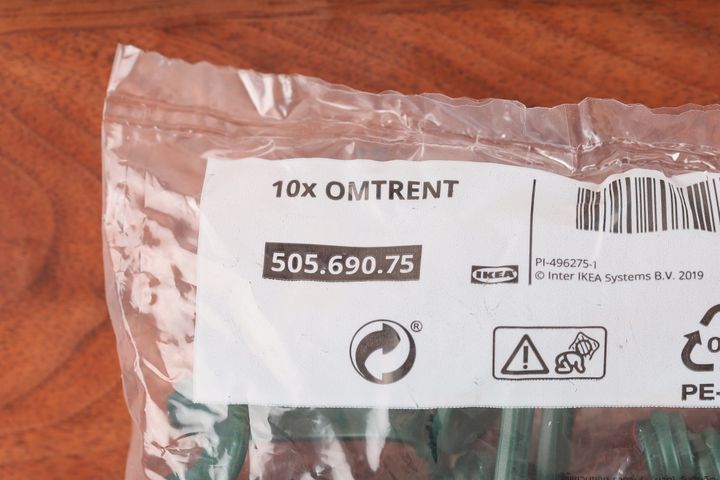 10x OMTRENT
505.690.75
IKEA
PI-496275-1
© Inter IKEA Systems B.V. 2019
®
PE-